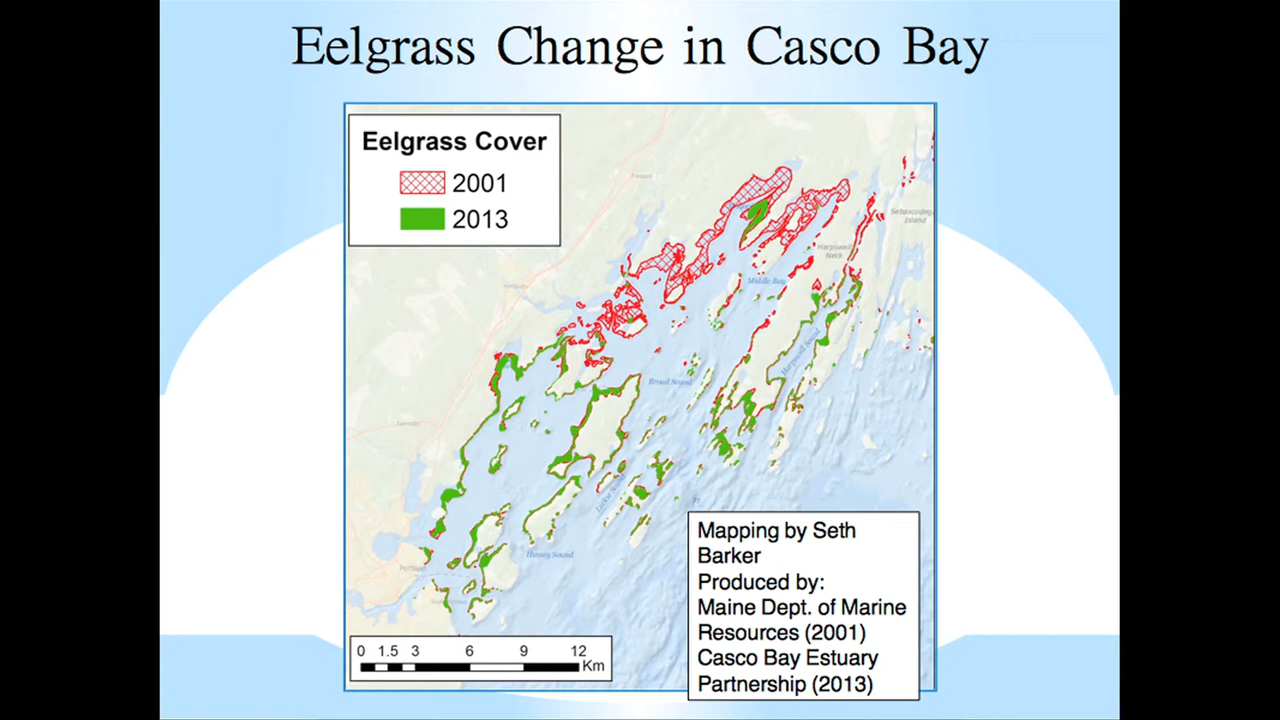 Eelgrass Change in Casco Bay
Eelgrass Cover
2001
2013
Sebascodegan
Island
Harpswell
Neck
Middle Bay
Harpswell Sound
Broad Sound
Luckse Sound
Hussey Sound
Portland
0 1.5 3 6 9 12
Km
Mapping by Seth
Barker
Produced by:
Maine Dept. of Marine
Resources (2001)
Casco Bay Estuary
Partnership (2013)